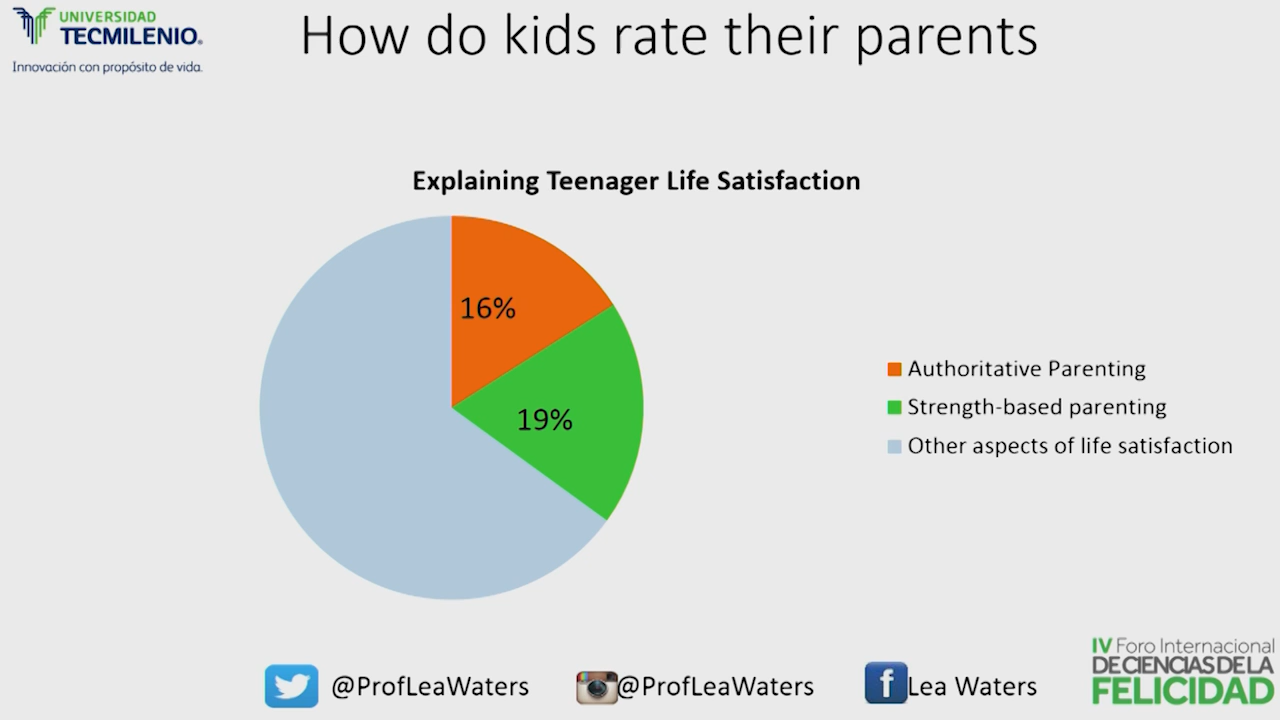 UNIVERSIDAD
TECMILENIO®
Innovación con propósito de vida.
How do kids rate their parents
Explaining Teenager Life Satisfaction
16%
19%
Authoritative Parenting
Strength-based parenting
Other aspects of life satisfaction
@ProfLeaWaters
@ProfLeaWaters
f
Lea Waters
IV Foro Internacional
DE CIENCIAS DE LA
FELICIDAD